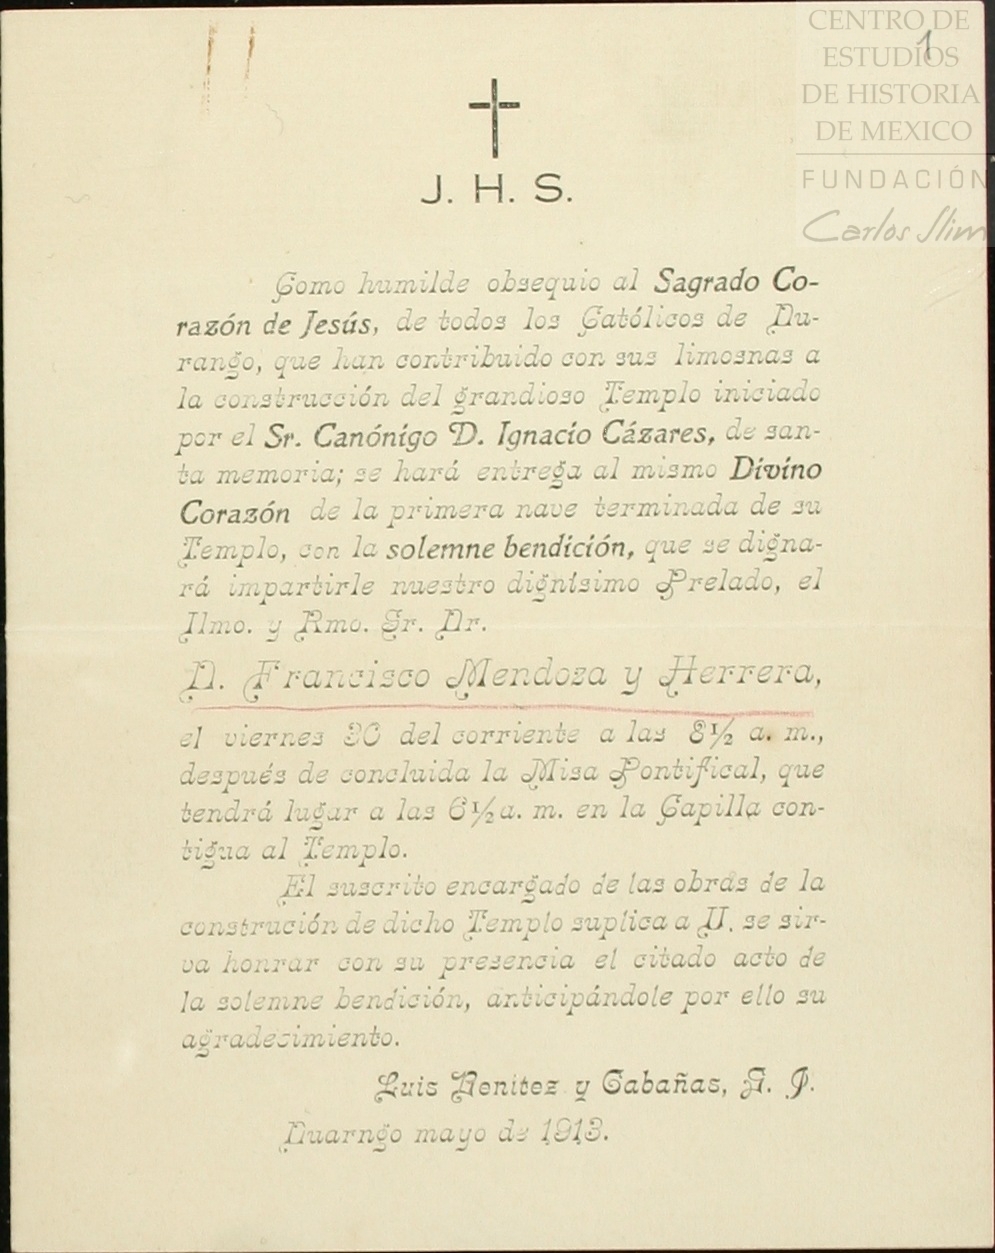 CENTRO DE
ESTUDIOS
DE HISTORIA
DE MEXICO
FUNDACIÓN
Carlos Slim
1
J. H. S.
Como humilde obsequio al Sagrado Co-
razón de Jesús, de todos los Católicos de Du-
rango, que han contribuido con sus limosnas a
la construcción del grandioso Templo iniciado
por el Sr. Canónigo D. Ignacio Cázares, de san-
ta memoria; se hará entrega al mismo Divino
Corazón de la primera nave terminada de su
Templo, con la solemne bendición, que se digna-
rá impartirle nuestro dignísimo Prelado, el
Ilmo. y Rmo. Sr. Dr.
D. Francisco Mendoza y Herrera,
el viernes 30 del corriente a las 8½ a. m.,
después de concluida la Misa Pontifical, que
tendrá lugar a las 6½ a. m. en la Capilla con-
tigua al Templo.
El suscrito encargado de las obras de la
construción de dicho Templo suplica a U. se sir-
va honrar con su presencia el citado acto de
la solemne bendición, anticipándole por ello su
agradecimiento.
Luis Benitez y Cabañas, S. J.
Duarngo mayo de 1913.